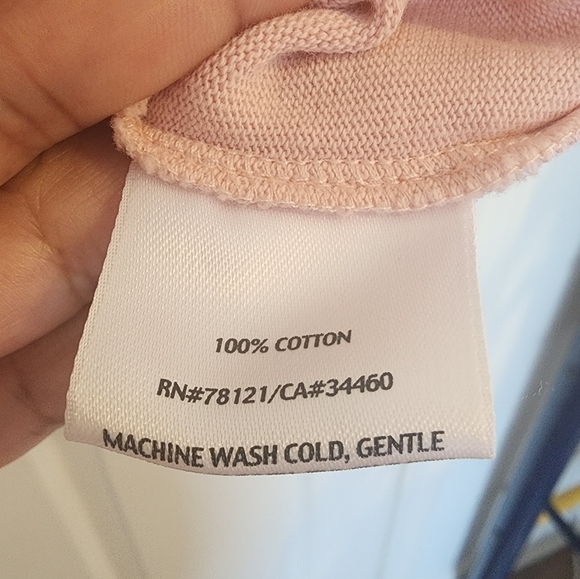 100% COTTON
RN#78121/CA#34460
MACHINE WASH COLD, GENTLE